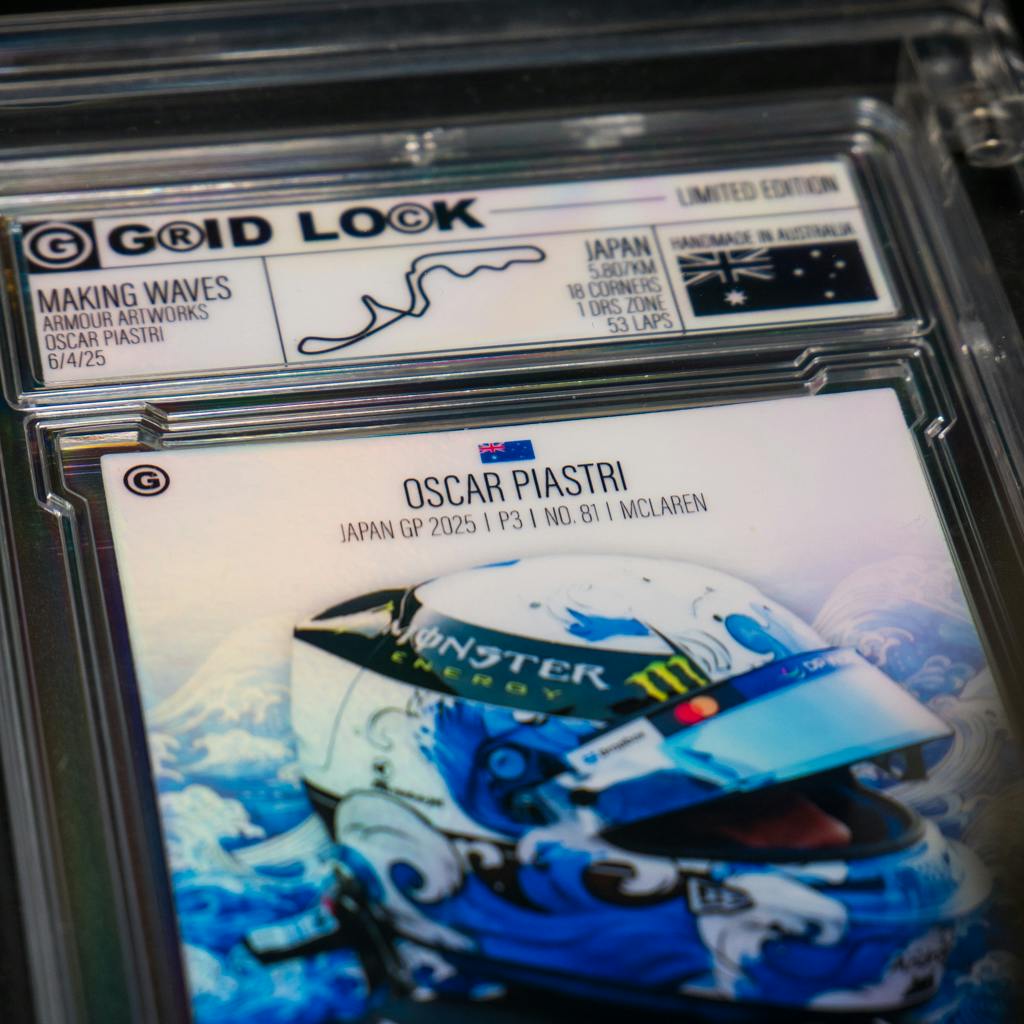 G GRID LOCK
LIMITED EDITION
MAKING WAVES
ARMOUR ARTWORKS
OSCAR PIASTRI
6/4/25
JAPAN
5.807KM
18 CORNERS
1 DRS ZONE
53 LAPS
HANDMADE IN AUSTRALIA
G
OSCAR PIASTRI
JAPAN GP 2025 | P3 | NO. 81 | MCLAREN
MONSTER
ENERGY